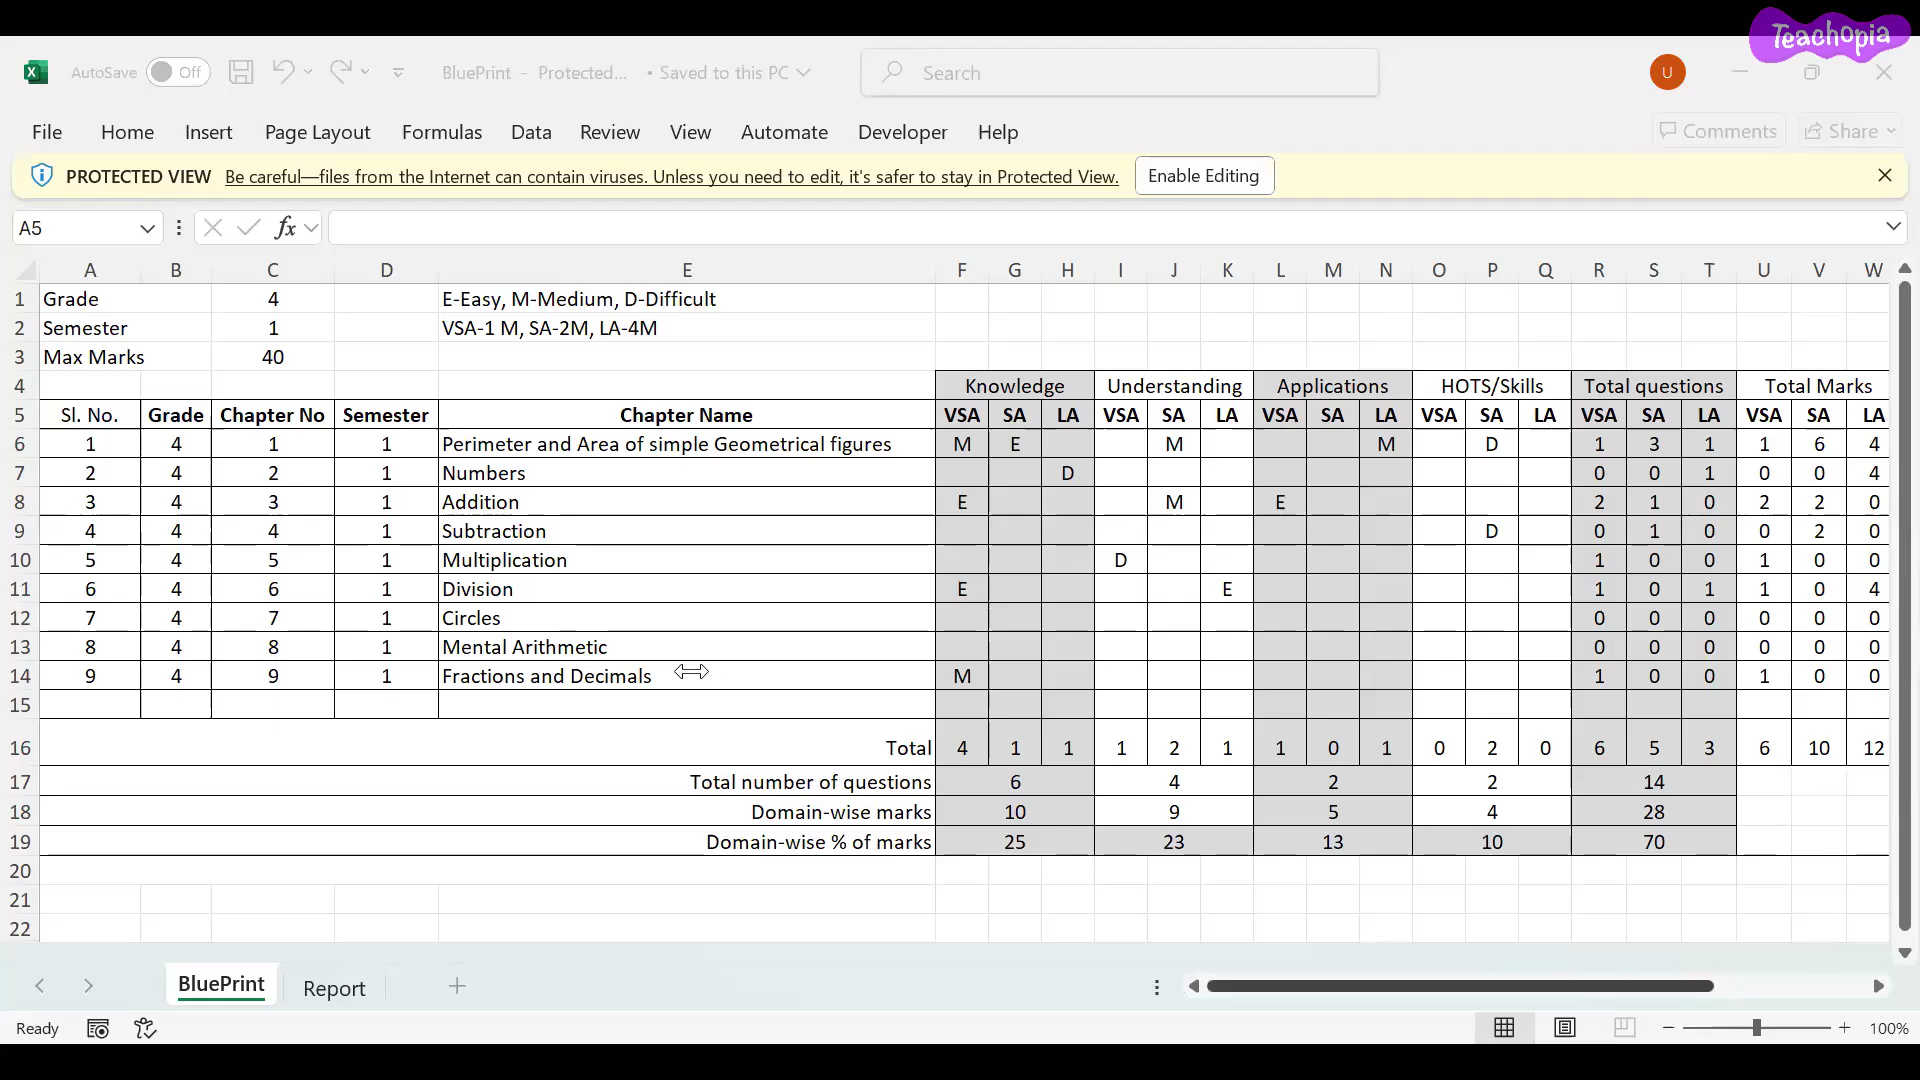 Teachopia
AutoSave Off BluePrint - Protected... • Saved to this PC Search U
File Home Insert Page Layout Formulas Data Review View Automate Developer Help Comments Share
PROTECTED VIEW Be careful—files from the Internet can contain viruses. Unless you need to edit, it's safer to stay in Protected View. Enable Editing
A5 fx
A B C D E F G H I J K L M N O P Q R S T U V W
1 Grade 4 E-Easy, M-Medium, D-Difficult
2 Semester 1 VSA-1 M, SA-2M, LA-4M
3 Max Marks 40
4 Knowledge Understanding Applications HOTS/Skills Total questions Total Marks
5 Sl. No. Grade Chapter No Semester Chapter Name VSA SA LA VSA SA LA VSA SA LA VSA SA LA VSA SA LA VSA SA LA
6 1 4 1 1 Perimeter and Area of simple Geometrical figures M E M M D 1 3 1 1 6 4
7 2 4 2 1 Numbers D 0 0 1 0 0 4
8 3 4 3 1 Addition E M E 2 1 0 2 2 0
9 4 4 4 1 Subtraction D 0 1 0 0 2 0
10 5 4 5 1 Multiplication D 1 0 0 1 0 0
11 6 4 6 1 Division E E 1 0 1 1 0 4
12 7 4 7 1 Circles 0 0 0 0 0 0
13 8 4 8 1 Mental Arithmetic 0 0 0 0 0 0
14 9 4 9 1 Fractions and Decimals M 1 0 0 1 0 0
15
16 Total 4 1 1 1 2 1 1 0 1 0 2 0 6 5 3 6 10 12
17 Total number of questions 6 4 2 2 14
18 Domain-wise marks 10 9 5 4 28
19 Domain-wise % of marks 25 23 13 10 70
20
21
22
BluePrint Report
Ready 100%